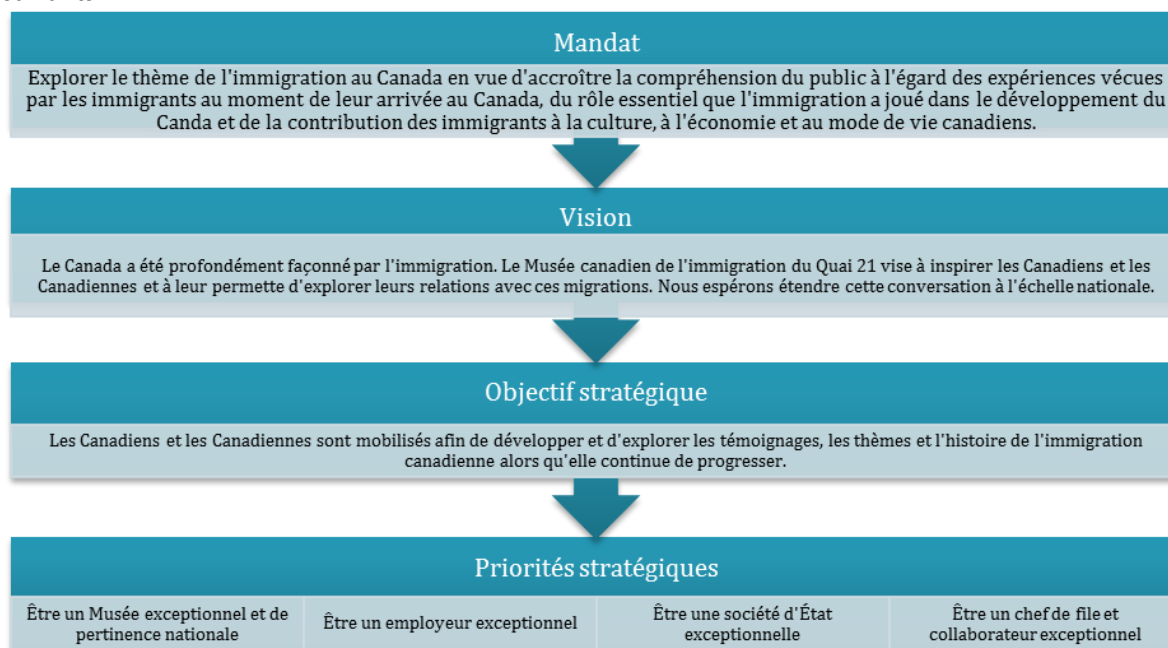 Mandat
Explorer le thème de l'immigration au Canada en vue d'accroître la compréhension du public à l'égard des expériences vécues
par les immigrants au moment de leur arrivée au Canada, du rôle essentiel que l'immigration a joué dans le développement du
Canda et de la contribution des immigrants à la culture, à l'économie et au mode de vie canadiens.
Vision
Le Canada a été profondément façonné par l'immigration. Le Musée canadien de l'immigration du Quai 21 vise à inspirer les Canadiens et les
Canadiennes et à leur permette d'explorer leurs relations avec ces migrations. Nous espérons étendre cette conversation à l'échelle nationale.
Objectif stratégique
Les Canadiens et les Canadiennes sont mobilisés afin de développer et d'explorer les témoignages, les thèmes et l'histoire de l'immigration
canadienne alors qu'elle continue de progresser.
Priorités stratégiques
Être un Musée exceptionnel et de
pertinence nationale
Être un employeur exceptionnel
Être une société d'État
exceptionnelle
Être un chef de file et
collaborateur exceptionnel